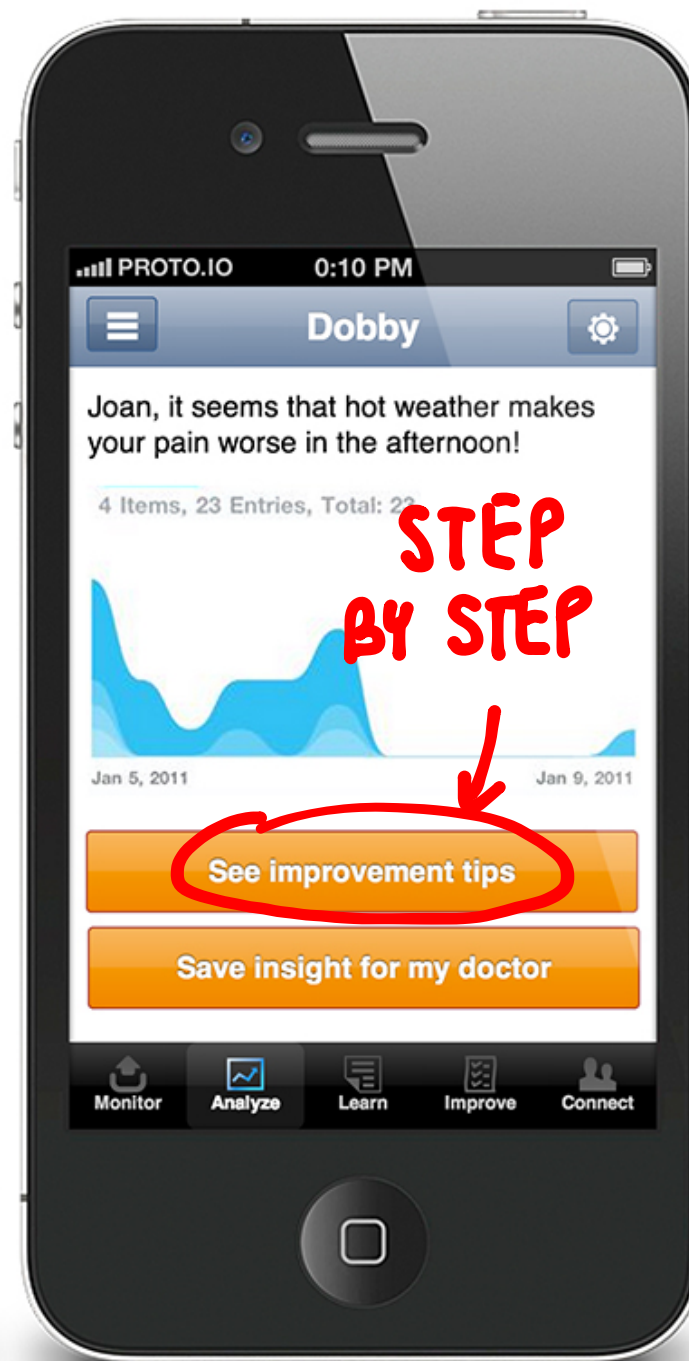 PROTO.IO 0:10 PM
Dobby
Joan, it seems that hot weather makes
your pain worse in the afternoon!
4 Items, 23 Entries, Total: 23
STEP
BY STEP
Jan 5, 2011 Jan 9, 2011
See improvement tips
Save insight for my doctor
Monitor Analyze Learn Improve Connect